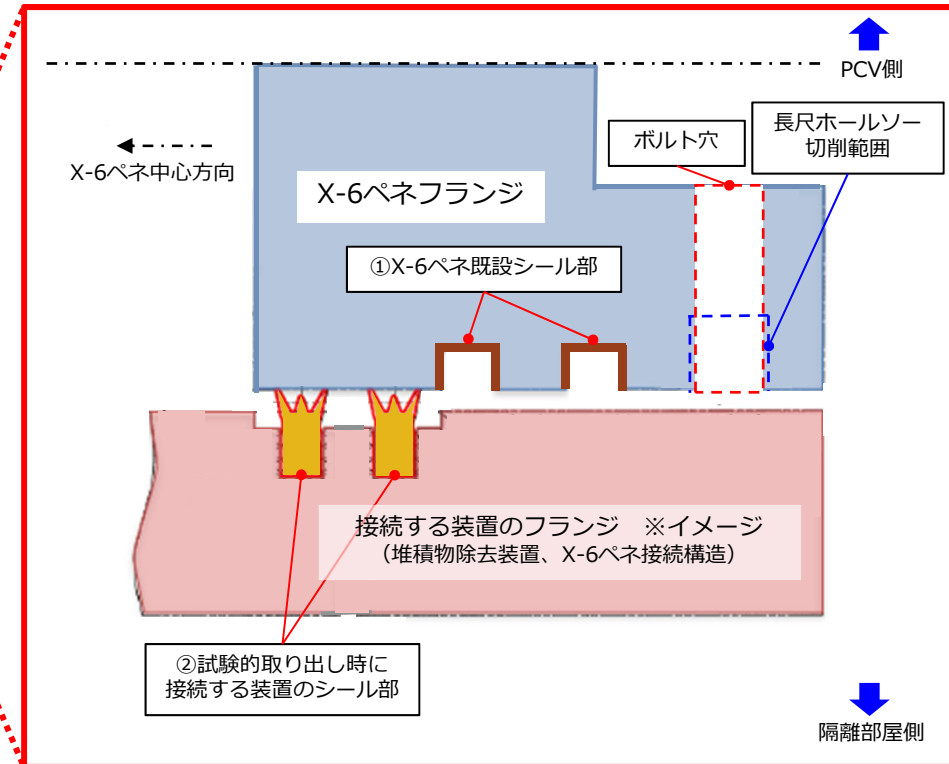 PCV側
長尺ホールソー
切削範囲
ボルト穴
X-6ペネ中心方向
X-6ペネフランジ
①X-6ペネ既設シール部
接続する装置のフランジ　※イメージ
（堆積物除去装置、X-6ペネ接続構造）
②試験的取り出し時に
接続する装置のシール部
隔離部屋側